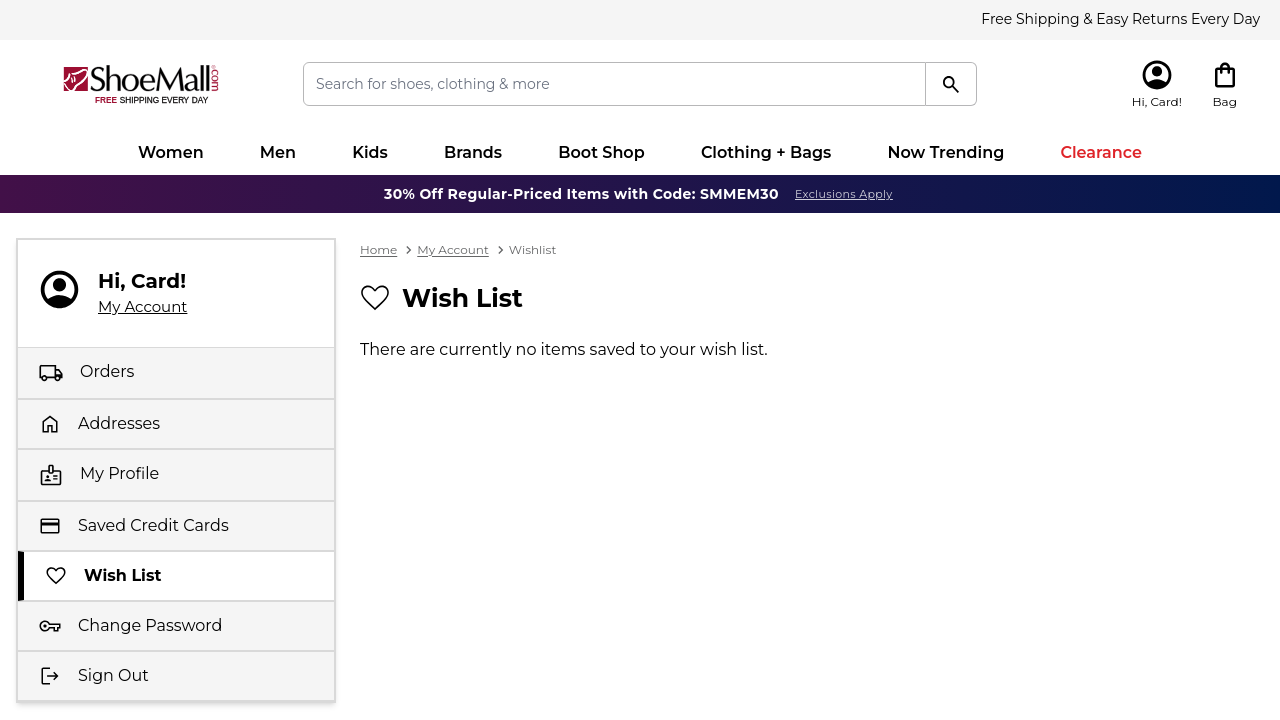 Free Shipping & Easy Returns Every Day
ShoeMall.com
FREE SHIPPING EVERY DAY
Search for shoes, clothing & more
Hi, Card!
Bag
Women
Men
Kids
Brands
Boot Shop
Clothing + Bags
Now Trending
Clearance
30% Off Regular-Priced Items with Code: SMMEM30 Exclusions Apply
Hi, Card!
My Account
Orders
Addresses
My Profile
Saved Credit Cards
Wish List
Change Password
Sign Out
Home > My Account > Wishlist
Wish List
There are currently no items saved to your wish list.